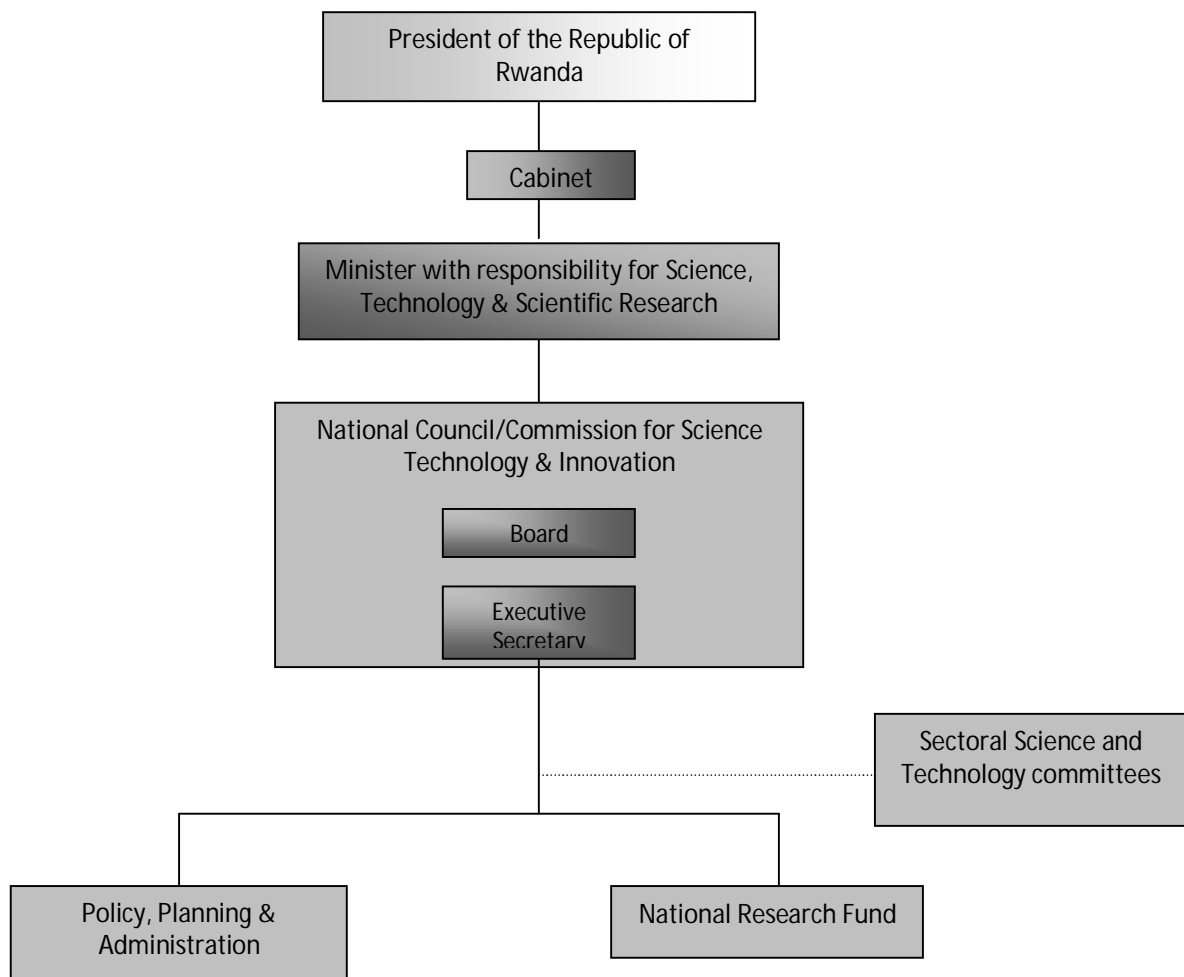 President of the Republic of
Rwanda
Cabinet
Minister with responsibility for Science,
Technology & Scientific Research
National Council/Commission for Science
Technology & Innovation
Board
Executive
Secretary
Sectoral Science and
Technology committees
Policy, Planning &
Administration
National Research Fund